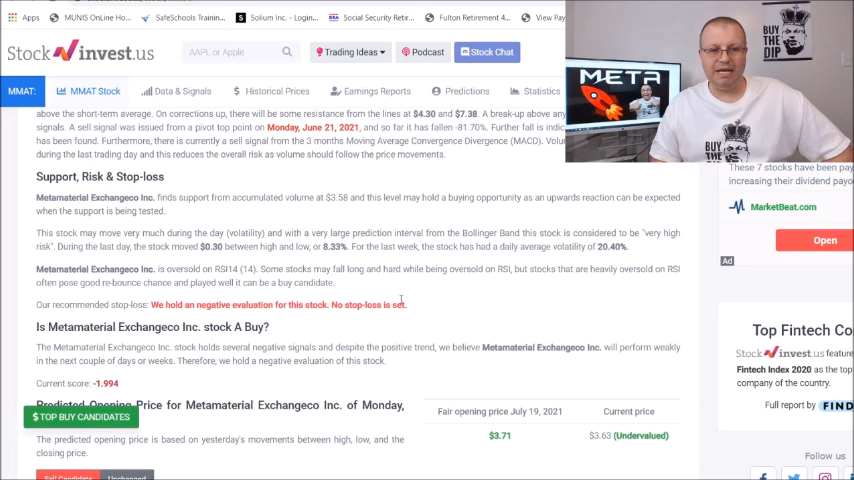 Apps
MUNIS OnLine Ho...
SafeSchools Training...
Solium Inc. - Login...
Social Security Retir...
Fulton Retirement 4...
View Pay
StockInvest.us
AAPL or Apple
Trading Ideas
Podcast
Stock Chat
MMAT:
MMAT Stock
Data & Signals
Historical Prices
Earnings Reports
Predictions
Statistics
above the short-term average. On corrections up, there will be some resistance from the lines at $4.30 and $7.38. A break-up above any
signals. A sell signal was issued from a pivot top point on Monday, June 21, 2021, and so far it has fallen -81.70%. Further fall is indic
has been found. Furthermore, there is currently a sell signal from the 3 months Moving Average Convergence Divergence (MACD). Volum
during the last trading day and this reduces the overall risk as volume should follow the price movements.
Support, Risk & Stop-loss
Metamaterial Exchangeco Inc. finds support from accumulated volume at $3.58 and this level may hold a buying opportunity as an upwards reaction can be expected
when the support is being tested.
This stock may move very much during the day (volatility) and with a very large prediction interval from the Bollinger Band this stock is considered to be "very high
risk". During the last day, the stock moved $0.30 between high and low, or 8.33%. For the last week, the stock has had a daily average volatility of 20.40%.
Metamaterial Exchangeco Inc. is oversold on RSI14 (14). Some stocks may fall long and hard while being oversold on RSI, but stocks that are heavily oversold on RSI
often pose good re-bounce chance and played well it can be a buy candidate.
Our recommended stop-loss: We hold an negative evaluation for this stock. No stop-loss is set.
Is Metamaterial Exchangeco Inc. stock A Buy?
The Metamaterial Exchangeco Inc. stock holds several negative signals and despite the positive trend, we believe Metamaterial Exchangeco Inc. will perform weakly
in the next couple of days or weeks. Therefore, we hold a negative evaluation of this stock.
Current score: -1.994
Predicted Opening Price for Metamaterial Exchangeco Inc. of Monday,
$ TOP BUY CANDIDATES
The predicted opening price is based on yesterday's movements between high, low, and the
closing price.
Sell Candidate
Unchanged
Fair opening price July 19, 2021
Current price
$3.71
$3.63 (Undervalued)
META
BUY
THE
DIP
BUY
THE
These 7 stocks have been pay
increasing their dividend payo
MarketBeat.com
Open
Ad
Top Fintech Co
StockInvest.us feature
Fintech Index 2020 as the top
company of the country.
Full report by FIND
Follow us